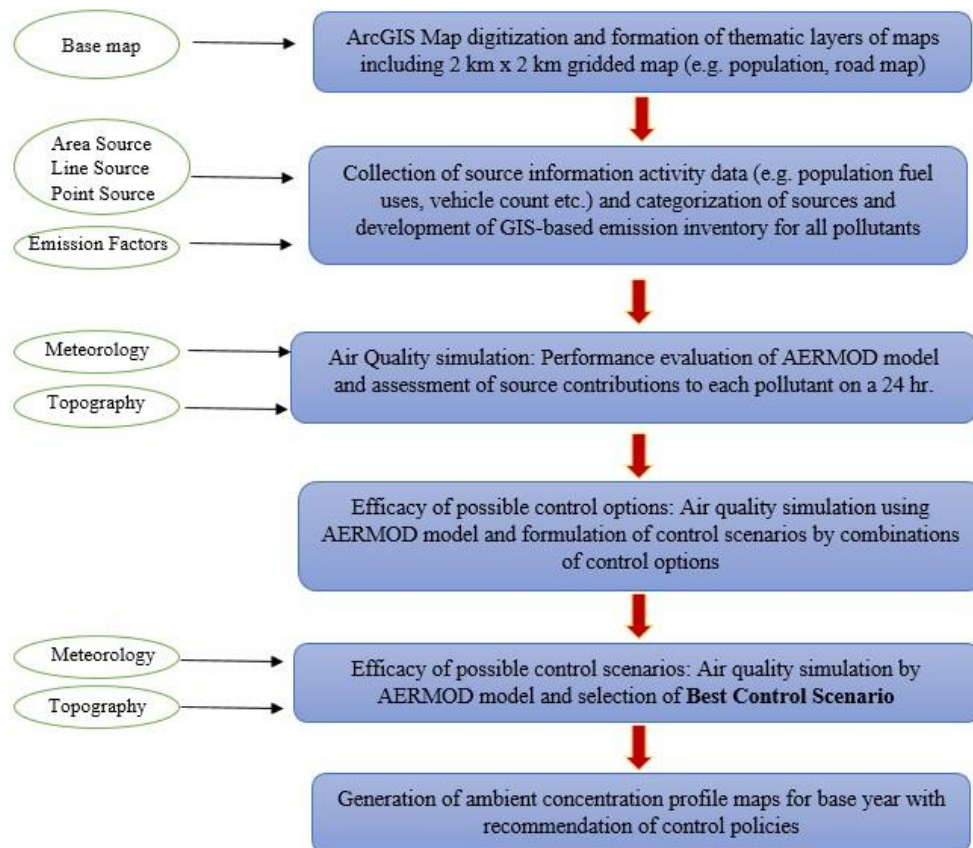 Base map
ArcGIS Map digitization and formation of thematic layers of maps
including 2 km x 2 km gridded map (e.g. population, road map)
Area Source
Line Source
Point Source
Emission Factors
Collection of source information activity data (e.g. population fuel
uses, vehicle count etc.) and categorization of sources and
development of GIS-based emission inventory for all pollutants
Meteorology
Topography
Air Quality simulation: Performance evaluation of AERMOD model
and assessment of source contributions to each pollutant on a 24 hr.
Efficacy of possible control options: Air quality simulation using
AERMOD model and formulation of control scenarios by combinations
of control options
Meteorology
Topography
Efficacy of possible control scenarios: Air quality simulation by
AERMOD model and selection of Best Control Scenario
Generation of ambient concentration profile maps for base year with
recommendation of control policies